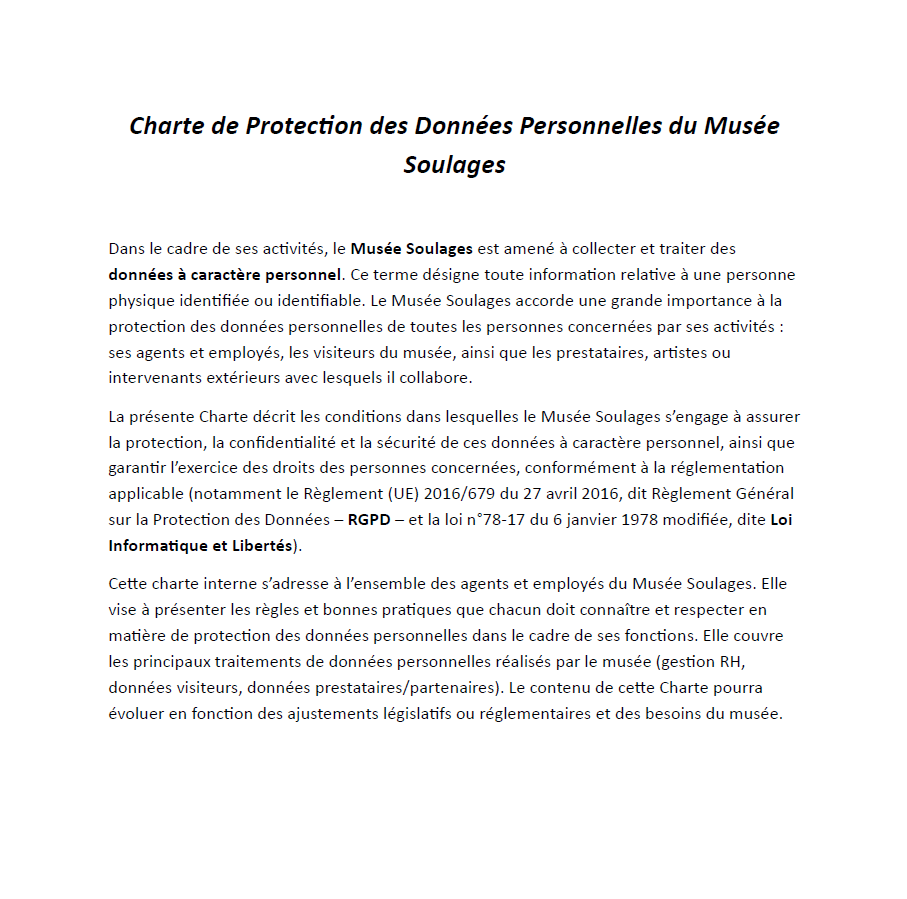 Charte de Protection des Données Personnelles du Musée
Soulages
Dans le cadre de ses activités, le Musée Soulages est amené à collecter et traiter des
données à caractère personnel. Ce terme désigne toute information relative à une personne
physique identifiée ou identifiable. Le Musée Soulages accorde une grande importance à la
protection des données personnelles de toutes les personnes concernées par ses activités :
ses agents et employés, les visiteurs du musée, ainsi que les prestataires, artistes ou
intervenants extérieurs avec lesquels il collabore.
La présente Charte décrit les conditions dans lesquelles le Musée Soulages s’engage à assurer
la protection, la confidentialité et la sécurité de ces données à caractère personnel, ainsi que
garantir l’exercice des droits des personnes concernées, conformément à la réglementation
applicable (notamment le Règlement (UE) 2016/679 du 27 avril 2016, dit Règlement Général
sur la Protection des Données – RGPD – et la loi n°78-17 du 6 janvier 1978 modifiée, dite Loi
Informatique et Libertés).
Cette charte interne s’adresse à l’ensemble des agents et employés du Musée Soulages. Elle
vise à présenter les règles et bonnes pratiques que chacun doit connaître et respecter en
matière de protection des données personnelles dans le cadre de ses fonctions. Elle couvre
les principaux traitements de données personnelles réalisés par le musée (gestion RH,
données visiteurs, données prestataires/partenaires). Le contenu de cette Charte pourra
évoluer en fonction des ajustements législatifs ou réglementaires et des besoins du musée.